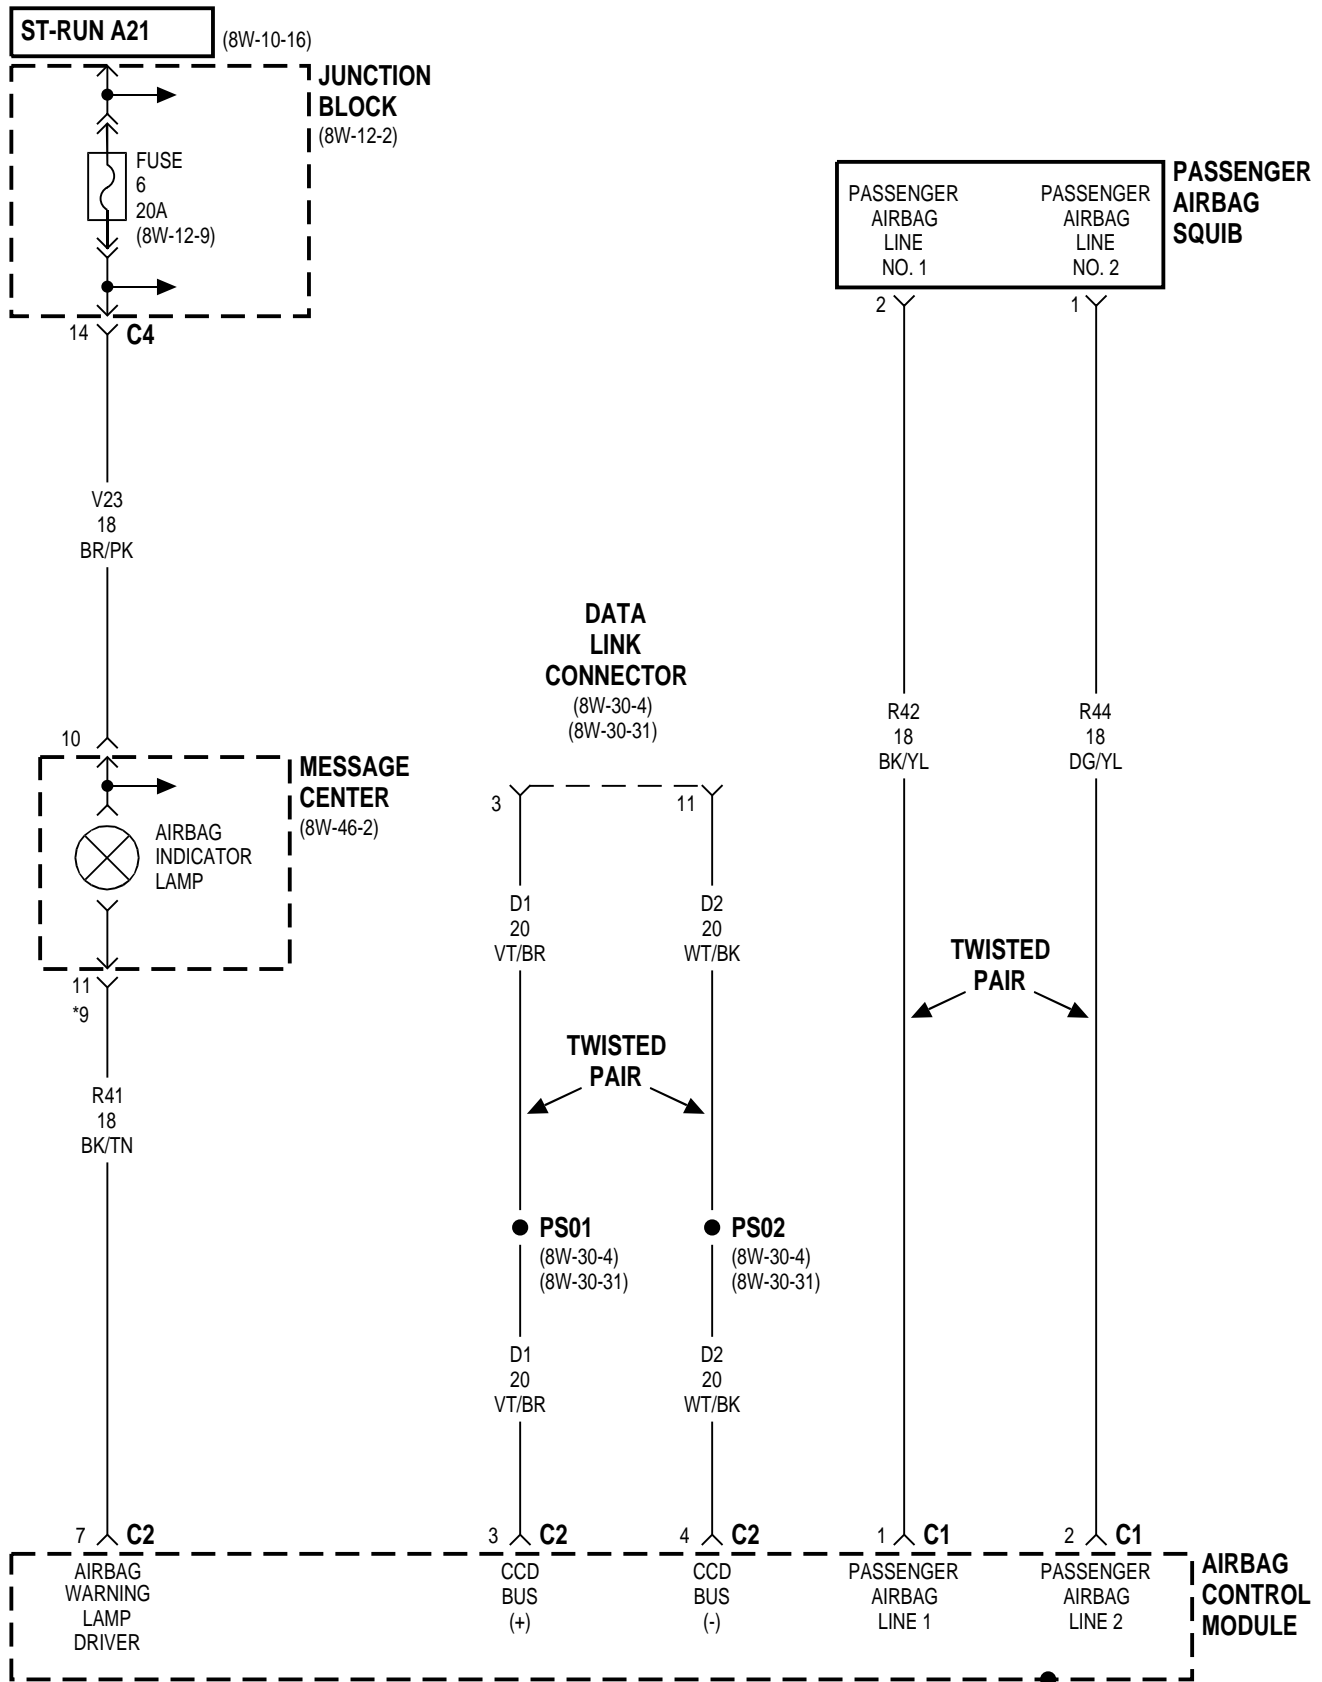 ST-RUN A21
(8W-10-16)
JUNCTION
BLOCK
(8W-12-2)
FUSE
6
20A
(8W-12-9)
14
C4
V23
18
BR/PK
10
MESSAGE
CENTER
(8W-46-2)
AIRBAG
INDICATOR
LAMP
11
*9
R41
18
BK/TN
7
C2
AIRBAG
WARNING
LAMP
DRIVER
DATA
LINK
CONNECTOR
(8W-30-4)
(8W-30-31)
3
11
D1
20
VT/BR
D2
20
WT/BK
TWISTED
PAIR
PS01
(8W-30-4)
(8W-30-31)
PS02
(8W-30-4)
(8W-30-31)
D1
20
VT/BR
D2
20
WT/BK
3
C2
4
C2
CCD
BUS
(+)
CCD
BUS
(-)
PASSENGER
AIRBAG
LINE
NO. 1
PASSENGER
AIRBAG
LINE
NO. 2
PASSENGER
AIRBAG
SQUIB
2
1
R42
18
BK/YL
R44
18
DG/YL
TWISTED
PAIR
1
C1
2
C1
PASSENGER
AIRBAG
LINE 1
PASSENGER
AIRBAG
LINE 2
AIRBAG
CONTROL
MODULE